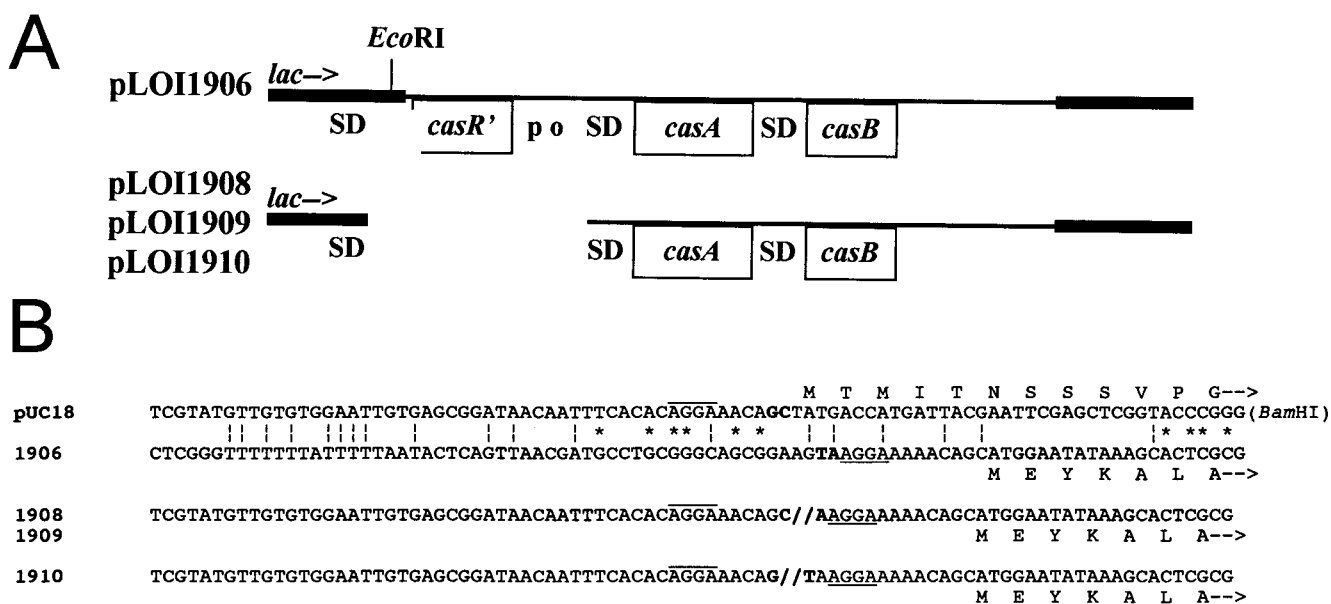 A
EcoRI
lac–>
pLOI1906
SD casR’ p o SD casA SD casB
pLOI1908
lac–>
pLOI1909
SD SD casA SD casB
pLOI1910
B
M T M I T N S S S V P G-->
pUC18 TCGTATGTTGTGTGGAATTGTGAGCGGATAACAATTTCACACAGGAAACAGCTATGACCATGATTACGAATTCGAGCTCGGTACCCGGG(BamHI)
* * ** * * * ** *
1906 CTCGGGTTTTTTTATTTTTAATACTCAGTTAACGATGCCTGCGGGCAGCGGAAGTAAGGAAAAACAGCATGGAATATAAAGCACTCGCG
M E Y K A L A-->
1908 TCGTATGTTGTGTGGAATTGTGAGCGGATAACAATTTCACACAGGAAACAGC//AAGGAAAAACAGCATGGAATATAAAGCACTCGCG
1909 M E Y K A L A-->
1910 TCGTATGTTGTGTGGAATTGTGAGCGGATAACAATTTCACACAGGAAACAG//TAAGGAAAAACAGCATGGAATATAAAGCACTCGCG
M E Y K A L A-->